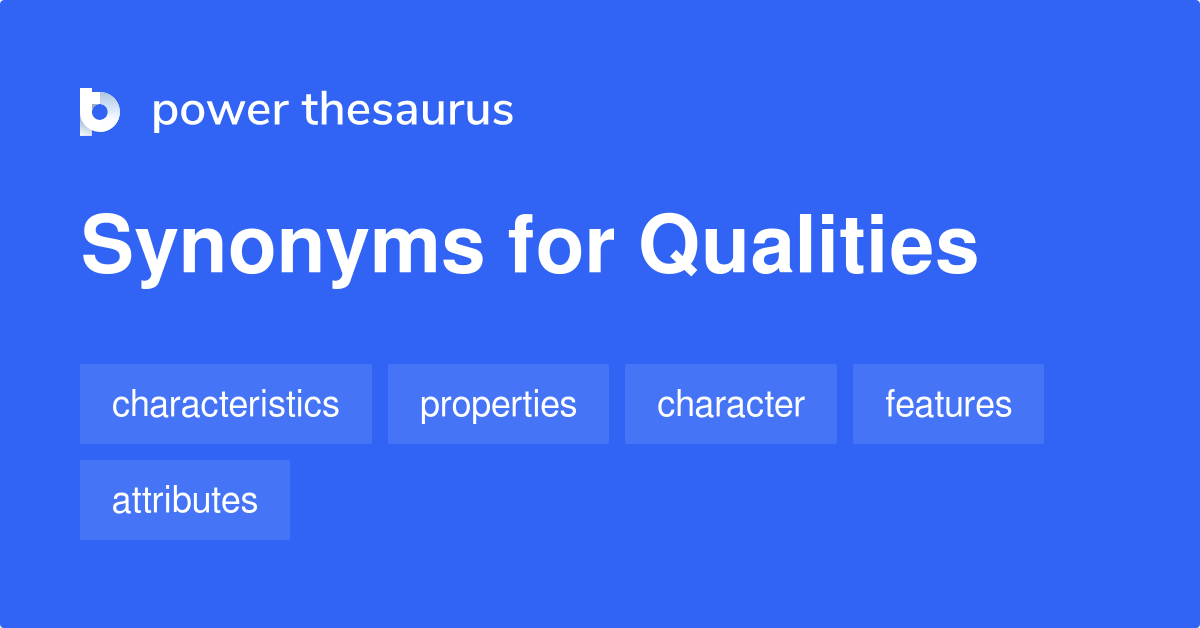 power thesaurus
Synonyms for Qualities
characteristics properties character features
attributes